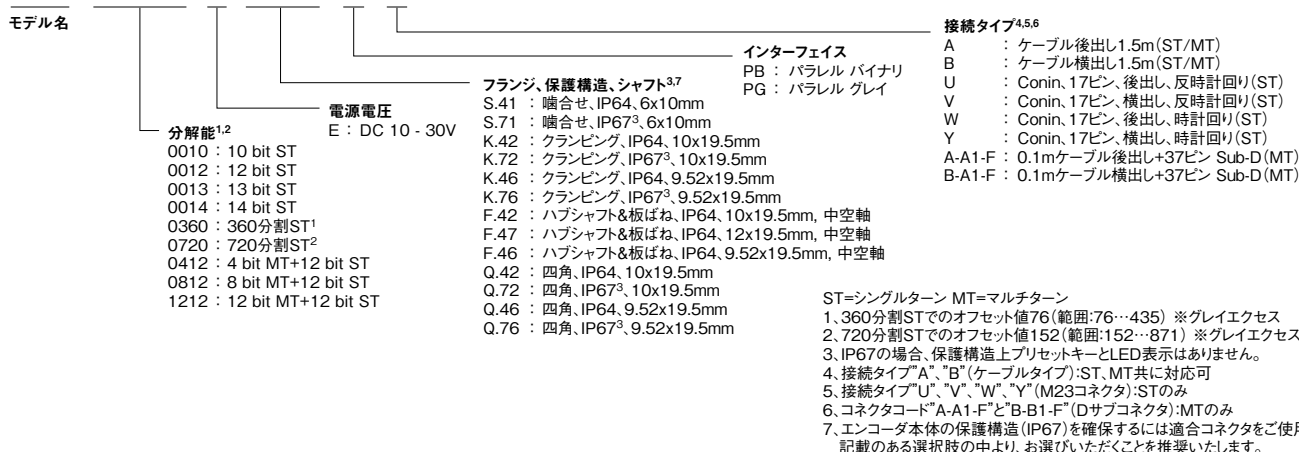 モデル名
分解能1,2
0010 : 10 bit ST
0012 : 12 bit ST
0013 : 13 bit ST
0014 : 14 bit ST
0360 : 360分割ST1
0720 : 720分割ST2
0412 : 4 bit MT+12 bit ST
0812 : 8 bit MT+12 bit ST
1212 : 12 bit MT+12 bit ST
電源電圧
E : DC 10 - 30V
フランジ、保護構造、シャフト3,7
S.41 : 噛合せ、IP64、6x10mm
S.71 : 噛合せ、IP673、6x10mm
K.42 : クランピング、IP64、10x19.5mm
K.72 : クランピング、IP673、10x19.5mm
K.46 : クランピング、IP64、9.52x19.5mm
K.76 : クランピング、IP673、9.52x19.5mm
F.42 : ハブシャフト&板ばね、IP64、10x19.5mm, 中空軸
F.47 : ハブシャフト&板ばね、IP64、12x19.5mm, 中空軸
F.46 : ハブシャフト&板ばね、IP64、9.52x19.5mm, 中空軸
Q.42 : 四角、IP64、10x19.5mm
Q.72 : 四角、IP673、10x19.5mm
Q.46 : 四角、IP64、9.52x19.5mm
Q.76 : 四角、IP673、9.52x19.5mm
インターフェイス
PB : パラレル バイナリ
PG : パラレル グレイ
接続タイプ4,5,6
A : ケーブル後出し1.5m(ST/MT)
B : ケーブル横出し1.5m(ST/MT)
U : Conin、17ピン、後出し、反時計回り(ST)
V : Conin、17ピン、横出し、反時計回り(ST)
W : Conin、17ピン、後出し、時計回り(ST)
Y : Conin、17ピン、横出し、時計回り(ST)
A-A1-F : 0.1mケーブル後出し+37ピン Sub-D(MT)
B-A1-F : 0.1mケーブル横出し+37ピン Sub-D(MT)
ST=シングルターン MT=マルチターン
1、360分割STでのオフセット値76(範囲:76…435) ※グレイエクセス
2、720分割STでのオフセット値152(範囲:152…871) ※グレイエクセス
3、IP67の場合、保護構造上プリセットキーとLED表示はありません。
4、接続タイプ"A"、"B"(ケーブルタイプ):ST、MT共に対応可
5、接続タイプ"U"、"V"、"W"、"Y"(M23コネクタ):STのみ
6、コネクタコード"A-A1-F"と"B-B1-F"(Dサブコネクタ):MTのみ
7、エンコーダ本体の保護構造(IP67)を確保するには適合コネクタをご使用
記載のある選択肢の中より、お選びいただくことを推奨いたします。